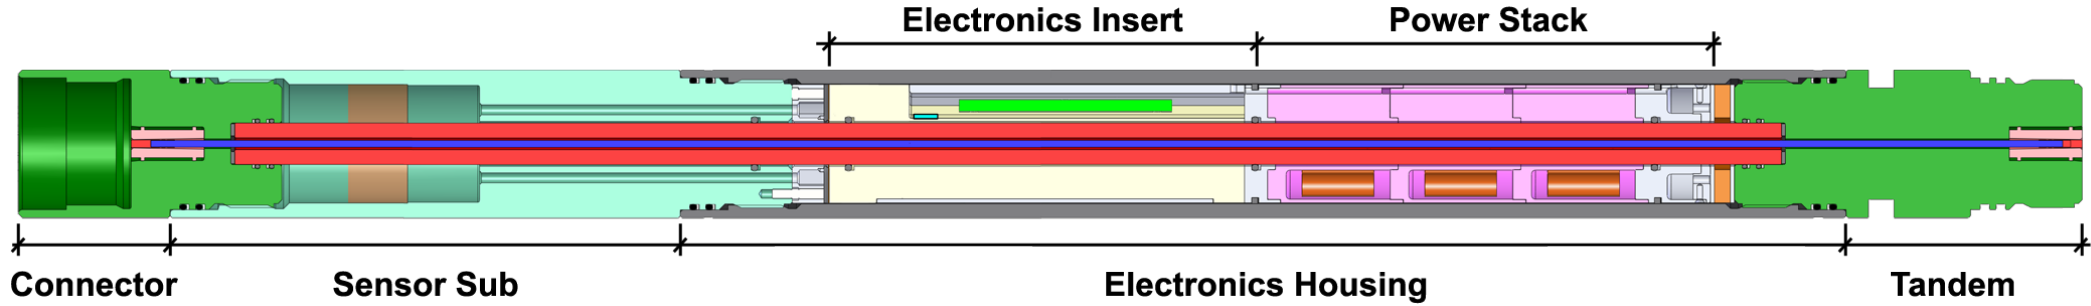 Electronics Insert
Power Stack
Connector
Sensor Sub
Electronics Housing
Tandem